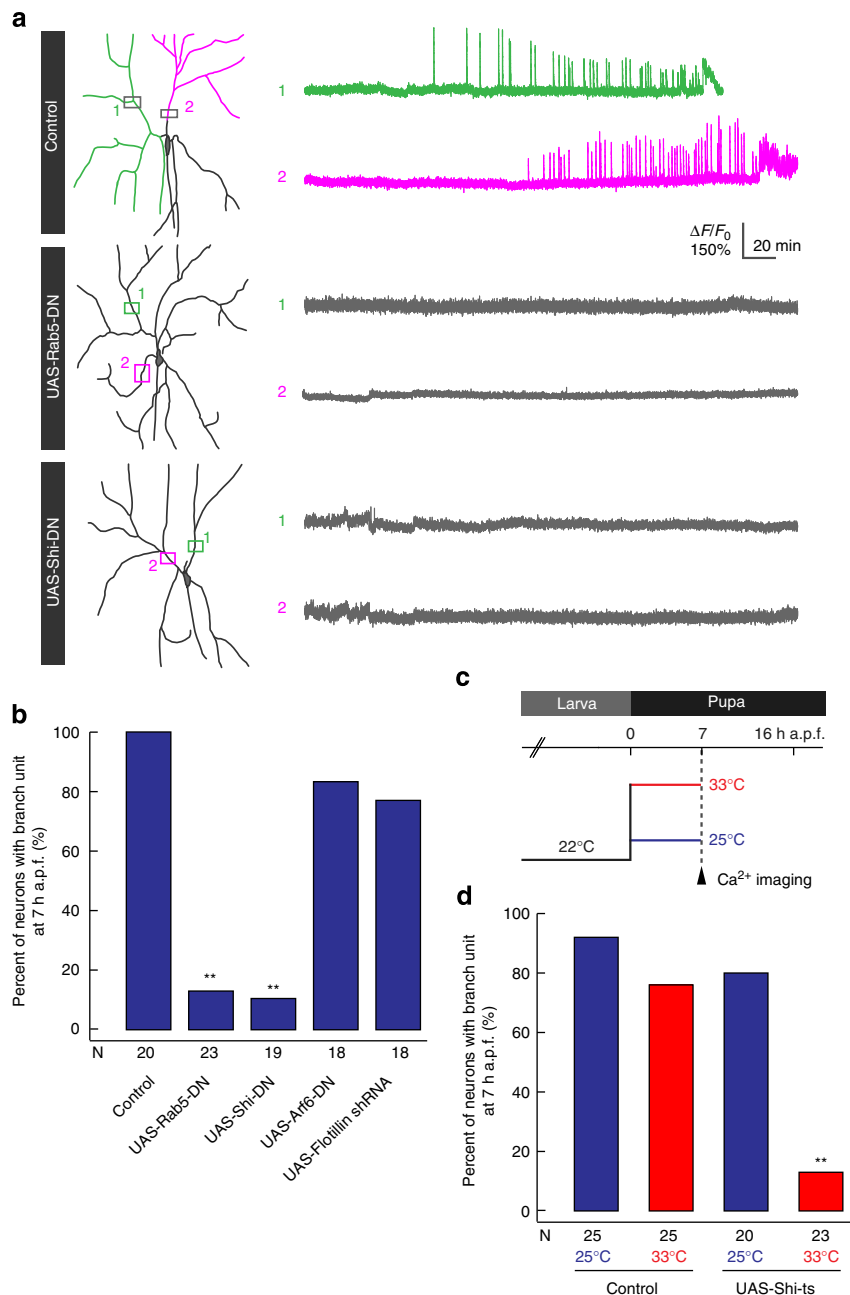 a
Control
1
2
1
2
ΔF/F0
150%
20 min
UAS-Rab5-DN
1
2
1
2
UAS-Shi-DN
1
2
1
2
b
Percent of neurons with branch unit
at 7 h a.p.f. (%)
100
80
60
40
20
0
** **
N 20 23 19 18 18
Control
UAS-Rab5-DN
UAS-Shi-DN
UAS-Arf6-DN
UAS-Flotillin shRNA
c
Larva Pupa
0 7 16 h a.p.f.
33°C
25°C
22°C
Ca2+ imaging
d
Percent of neurons with branch unit
at 7 h a.p.f. (%)
100
80
60
40
20
0
**
N 25 25 20 23
25°C 33°C 25°C 33°C
Control UAS-Shi-ts